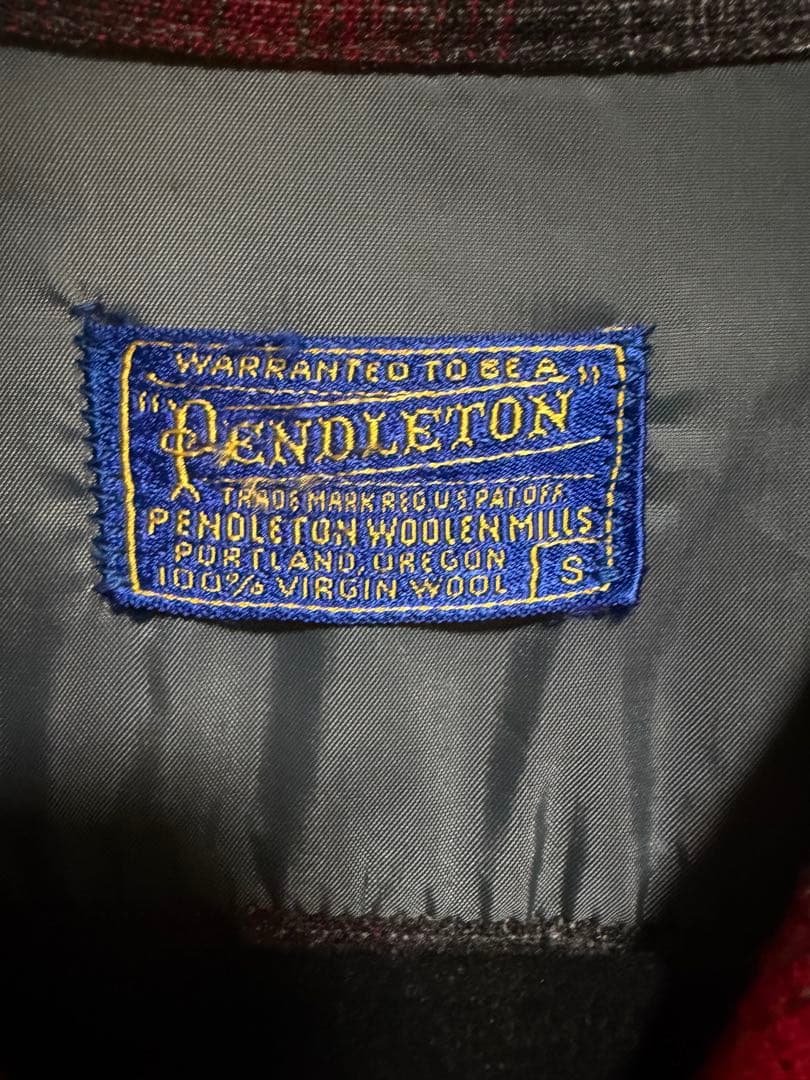 WARRANTED TO BE A
"PENDLETON"
TRADE MARK REG. U.S. PAT. OFF.
PENDLETON WOOLEN MILLS
PORTLAND, OREGON
100% VIRGIN WOOL
S